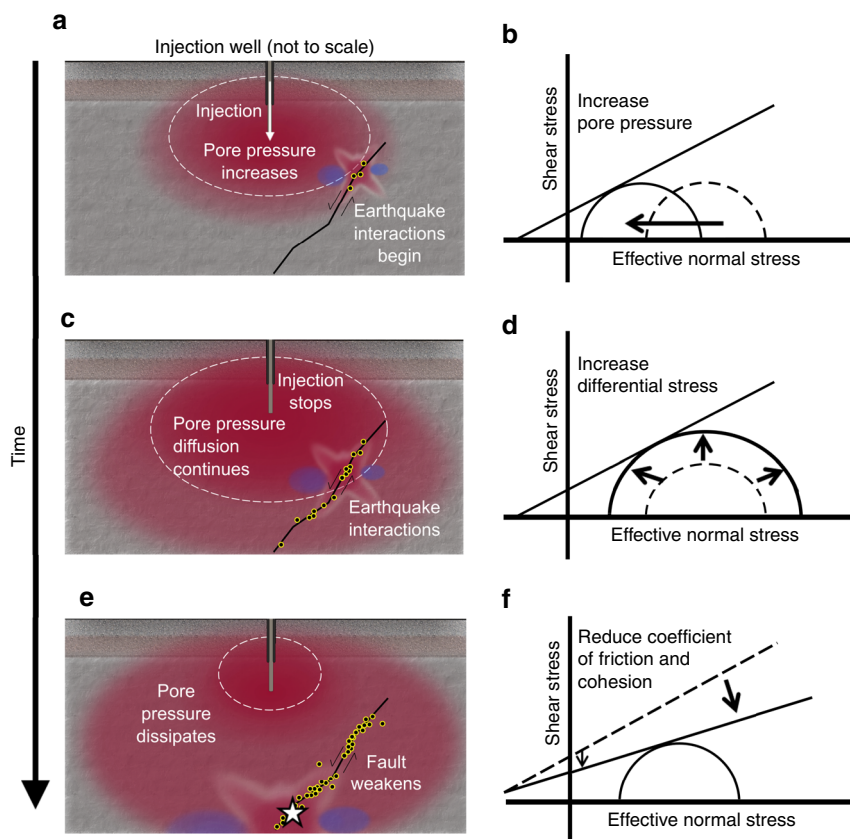 a
Injection well (not to scale)
Injection
Pore pressure
increases
Earthquake
interactions
begin
b
Shear stress
Increase
pore pressure
Effective normal stress
Time
c
Injection
stops
Pore pressure
diffusion
continues
Earthquake
interactions
d
Shear stress
Increase
differential stress
Effective normal stress
e
Pore
pressure
dissipates
Fault
weakens
f
Shear stress
Reduce coefficient
of friction and
cohesion
Effective normal stress